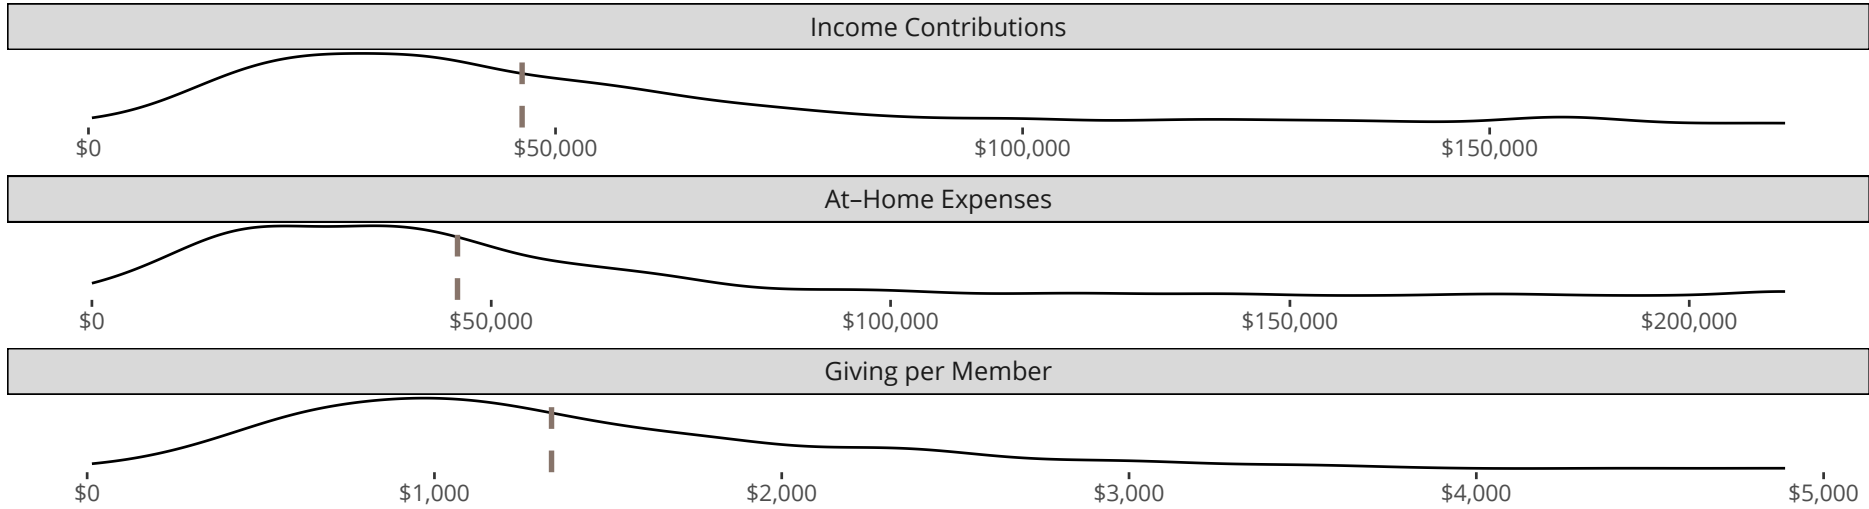 Income Contributions
$0 $50,000 $100,000 $150,000
At–Home Expenses
$0 $50,000 $100,000 $150,000 $200,000
Giving per Member
$0 $1,000 $2,000 $3,000 $4,000 $5,000